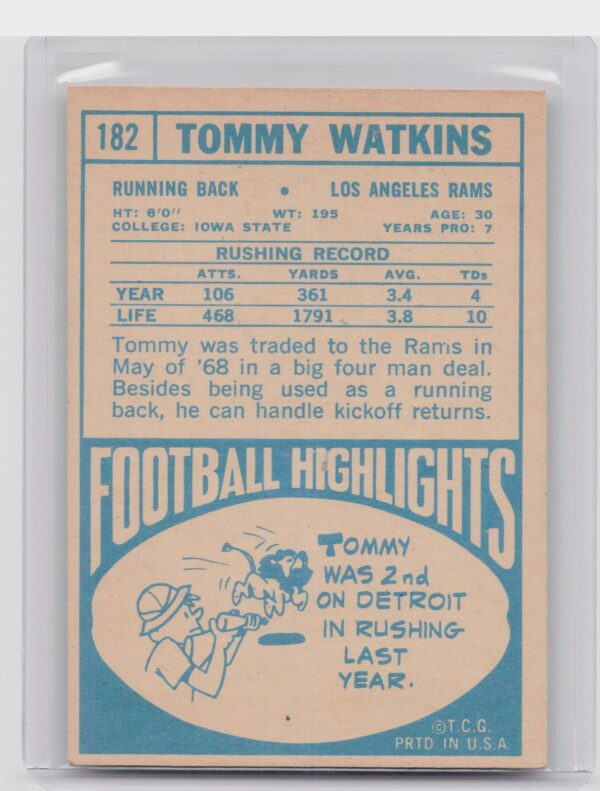 182 TOMMY WATKINS
RUNNING BACK • LOS ANGELES RAMS
HT: 6'0" WT: 195 AGE: 30
COLLEGE: IOWA STATE YEARS PRO: 7
RUSHING RECORD
ATTS. YARDS AVG. TDs
YEAR 106 361 3.4 4
LIFE 468 1791 3.8 10
Tommy was traded to the Rams in
May of '68 in a big four man deal.
Besides being used as a running
back, he can handle kickoff returns.
FOOTBALL HIGHLIGHTS
TOMMY
WAS 2nd
ON DETROIT
IN RUSHING
LAST
YEAR.
©T.C.G.
PRTD IN U.S.A.